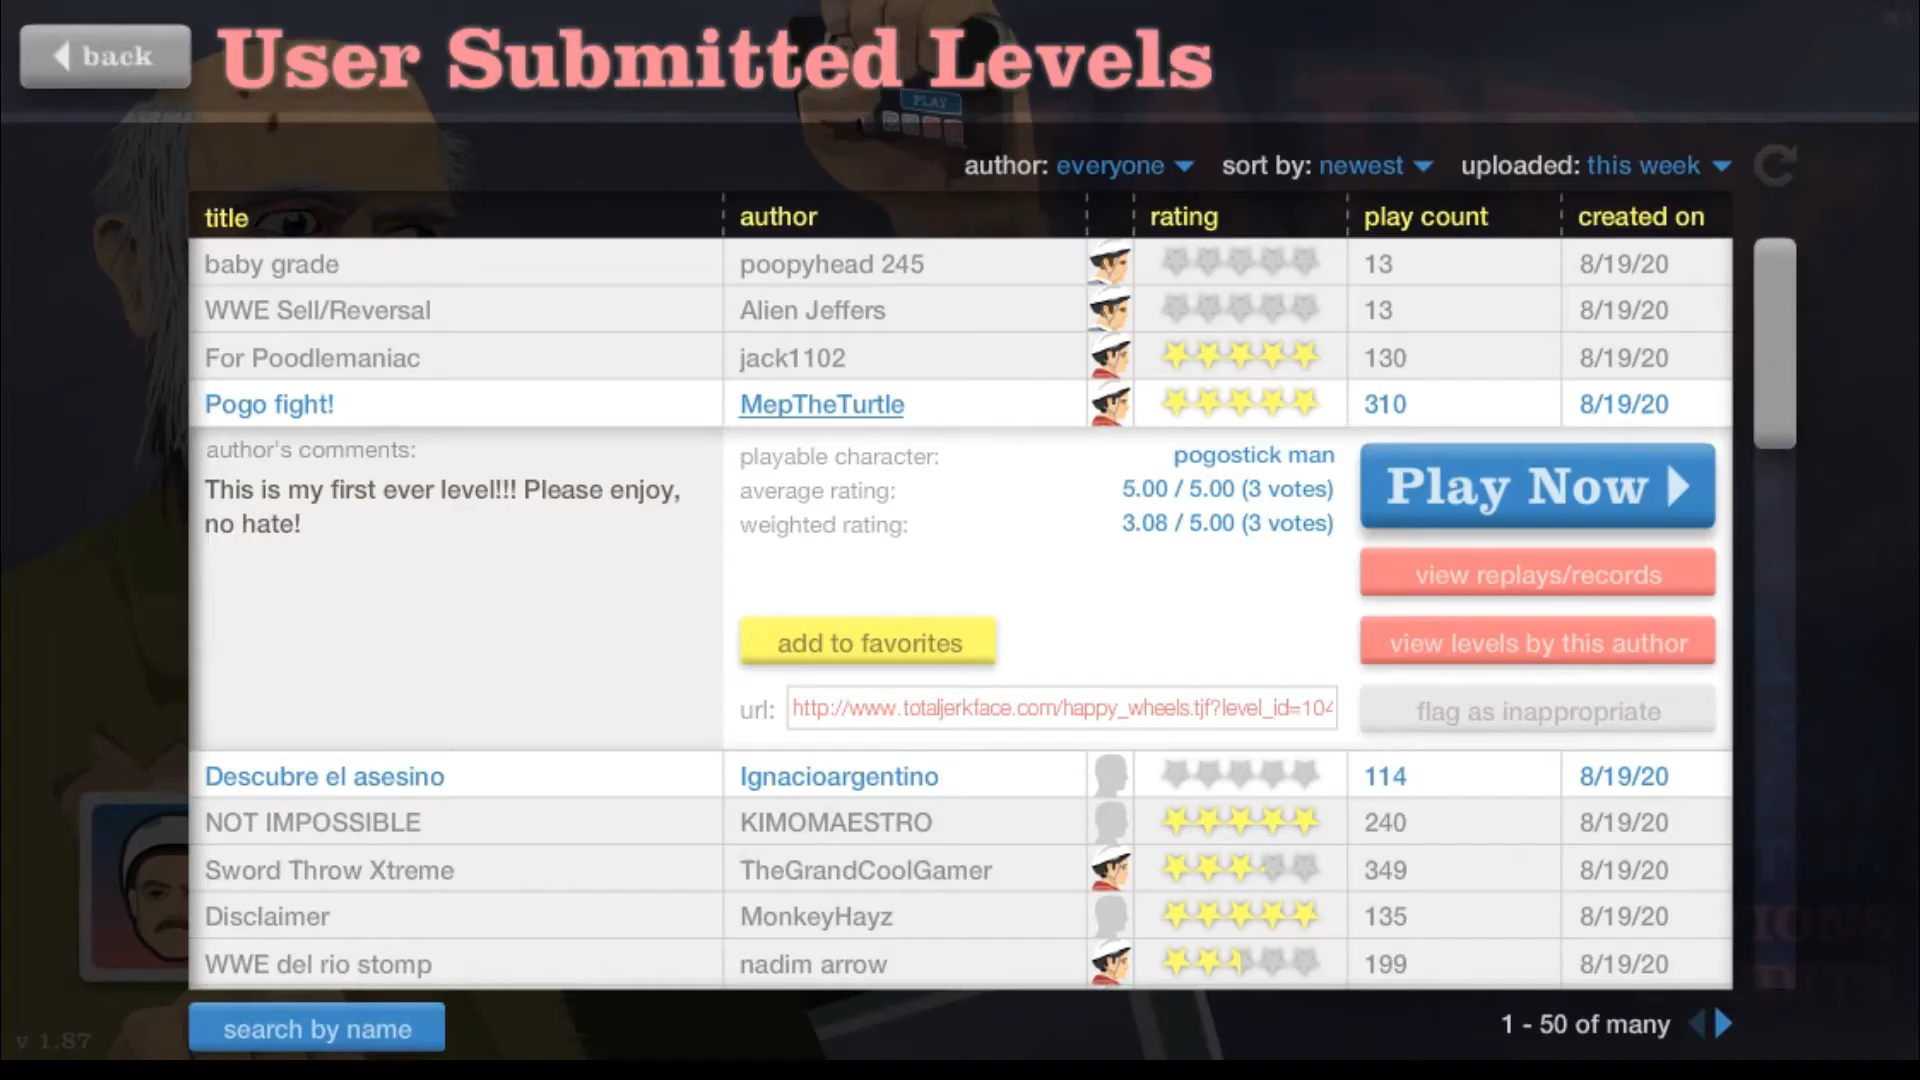 back
User Submitted Levels
PLAY
author: everyone sort by: newest uploaded: this week
title author rating play count created on
baby grade poopyhead 245 13 8/19/20
WWE Sell/Reversal Alien Jeffers 13 8/19/20
For Poodlemaniac jack1102 130 8/19/20
Pogo fight! MepTheTurtle 310 8/19/20
author's comments:
This is my first ever level!!! Please enjoy,
no hate!
playable character: pogostick man
average rating: 5.00 / 5.00 (3 votes)
weighted rating: 3.08 / 5.00 (3 votes)
add to favorites
url: http://www.totaljerkface.com/happy_wheels.tjf?level_id=104
Play Now
view replays/records
view levels by this author
flag as inappropriate
Descubre el asesino Ignacioargentino 114 8/19/20
NOT IMPOSSIBLE KIMOMAESTRO 240 8/19/20
Sword Throw Xtreme TheGrandCoolGamer 349 8/19/20
Disclaimer MonkeyHayz 135 8/19/20
WWE del rio stomp nadim arrow 199 8/19/20
search by name
1 - 50 of many
v 1.87